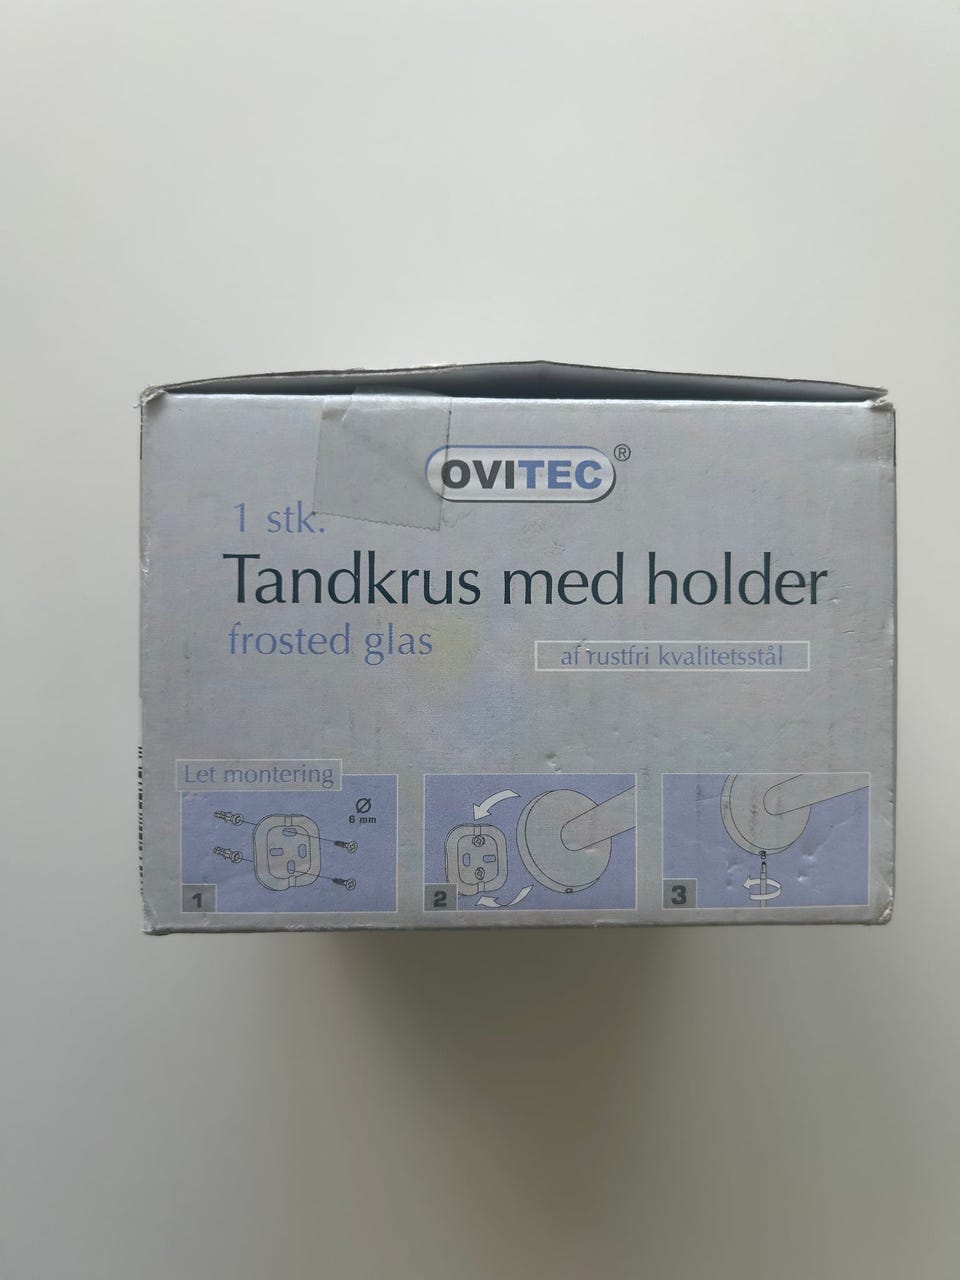 OVITEC®
1 stk.
Tandkrus med holder
frosted glas
af rustfri kvalitetsstål
Let montering
Ø
6 mm
1
2
3